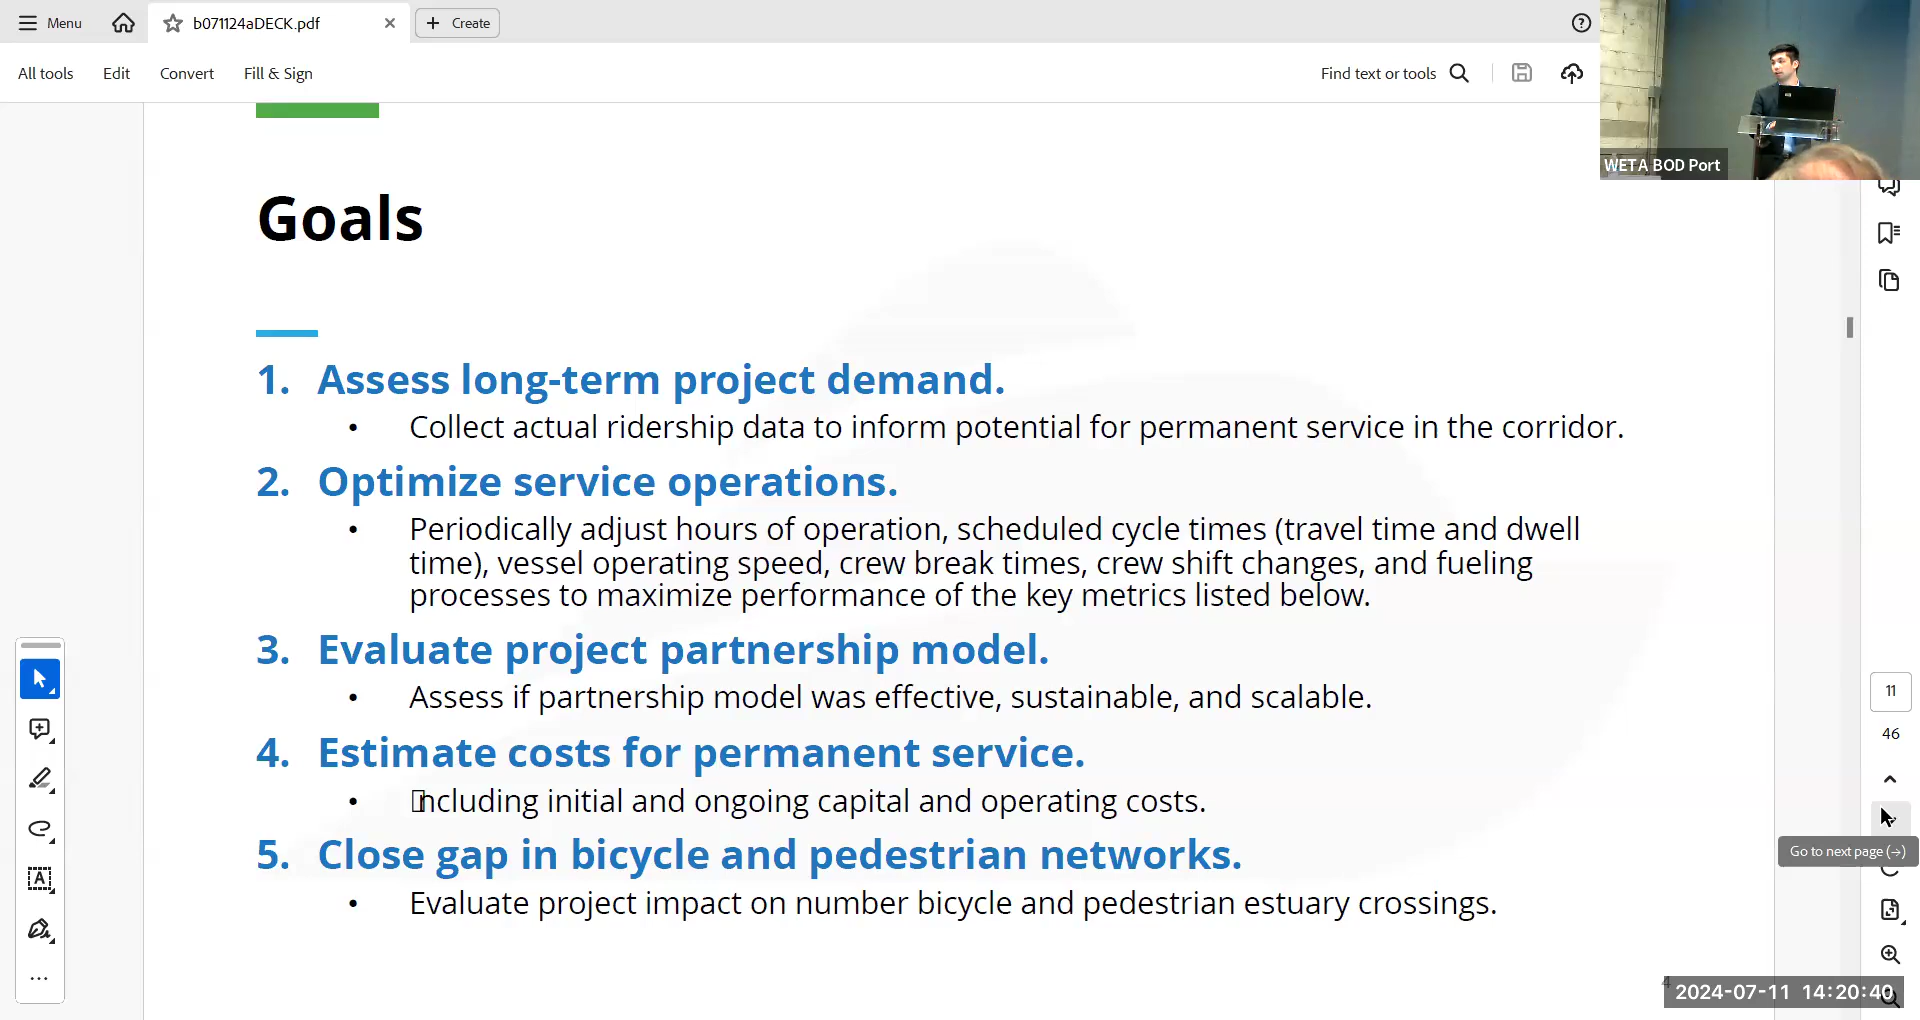 Menu
b071124aDECK.pdf
Create
All tools
Edit
Convert
Fill & Sign
Find text or tools
WETA BOD Port
Goals
1. Assess long-term project demand.
• Collect actual ridership data to inform potential for permanent service in the corridor.
2. Optimize service operations.
• Periodically adjust hours of operation, scheduled cycle times (travel time and dwell
time), vessel operating speed, crew break times, crew shift changes, and fueling
processes to maximize performance of the key metrics listed below.
3. Evaluate project partnership model.
• Assess if partnership model was effective, sustainable, and scalable.
4. Estimate costs for permanent service.
• Including initial and ongoing capital and operating costs.
5. Close gap in bicycle and pedestrian networks.
• Evaluate project impact on number bicycle and pedestrian estuary crossings.
11
46
Go to next page (→)
4
2024-07-11 14:20:40